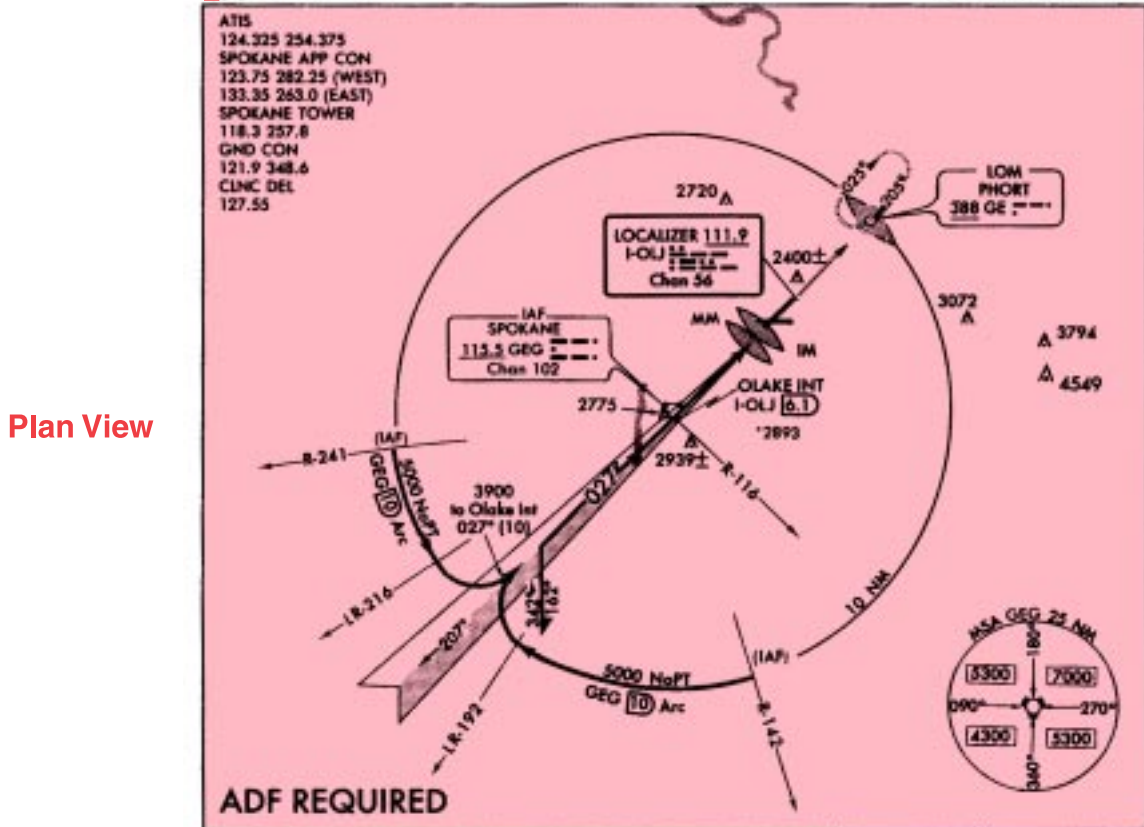 Plan View
ATIS
124.325 254.375
SPOKANE APP CON
123.75 282.25 (WEST)
133.35 263.0 (EAST)
SPOKANE TOWER
118.3 257.8
GND CON
121.9 348.6
CLNC DEL
127.55
2720
025°
205°
LOM
PHORT
388 GE
LOCALIZER 111.9
I-OLJ
Chan 56
2400±
3072
3794
4549
MM
IM
IAF
SPOKANE
115.5 GEG
Chan 102
OLAKE INT
I-OLJ 6.1
*2893
2775
2939±
R-116
R-241
(IAF)
5000 NoPT
GEG 10 Arc
3900
to Olake Int
027° (10)
027°
LR-216
342°
162°
207°
LR-192
5000 NoPT
GEG 10 Arc
(IAF)
R-142
10 NM
MSA GEG 25 NM
180°
5300
7000
090°
270°
4300
5300
360°
ADF REQUIRED